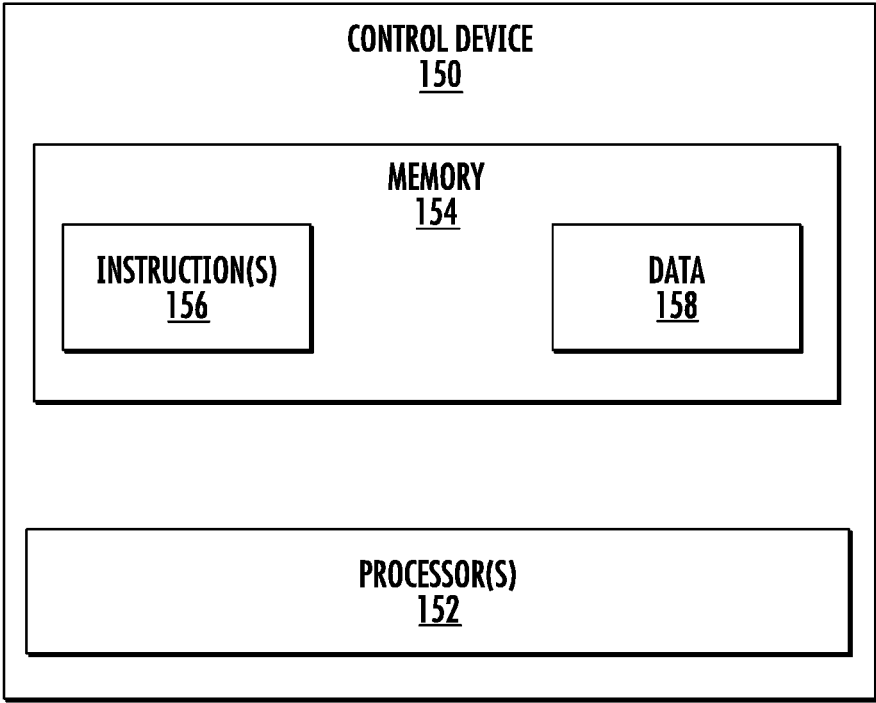 CONTROL DEVICE
150
MEMORY
154
INSTRUCTION(S)
156
DATA
158
PROCESSOR(S)
152